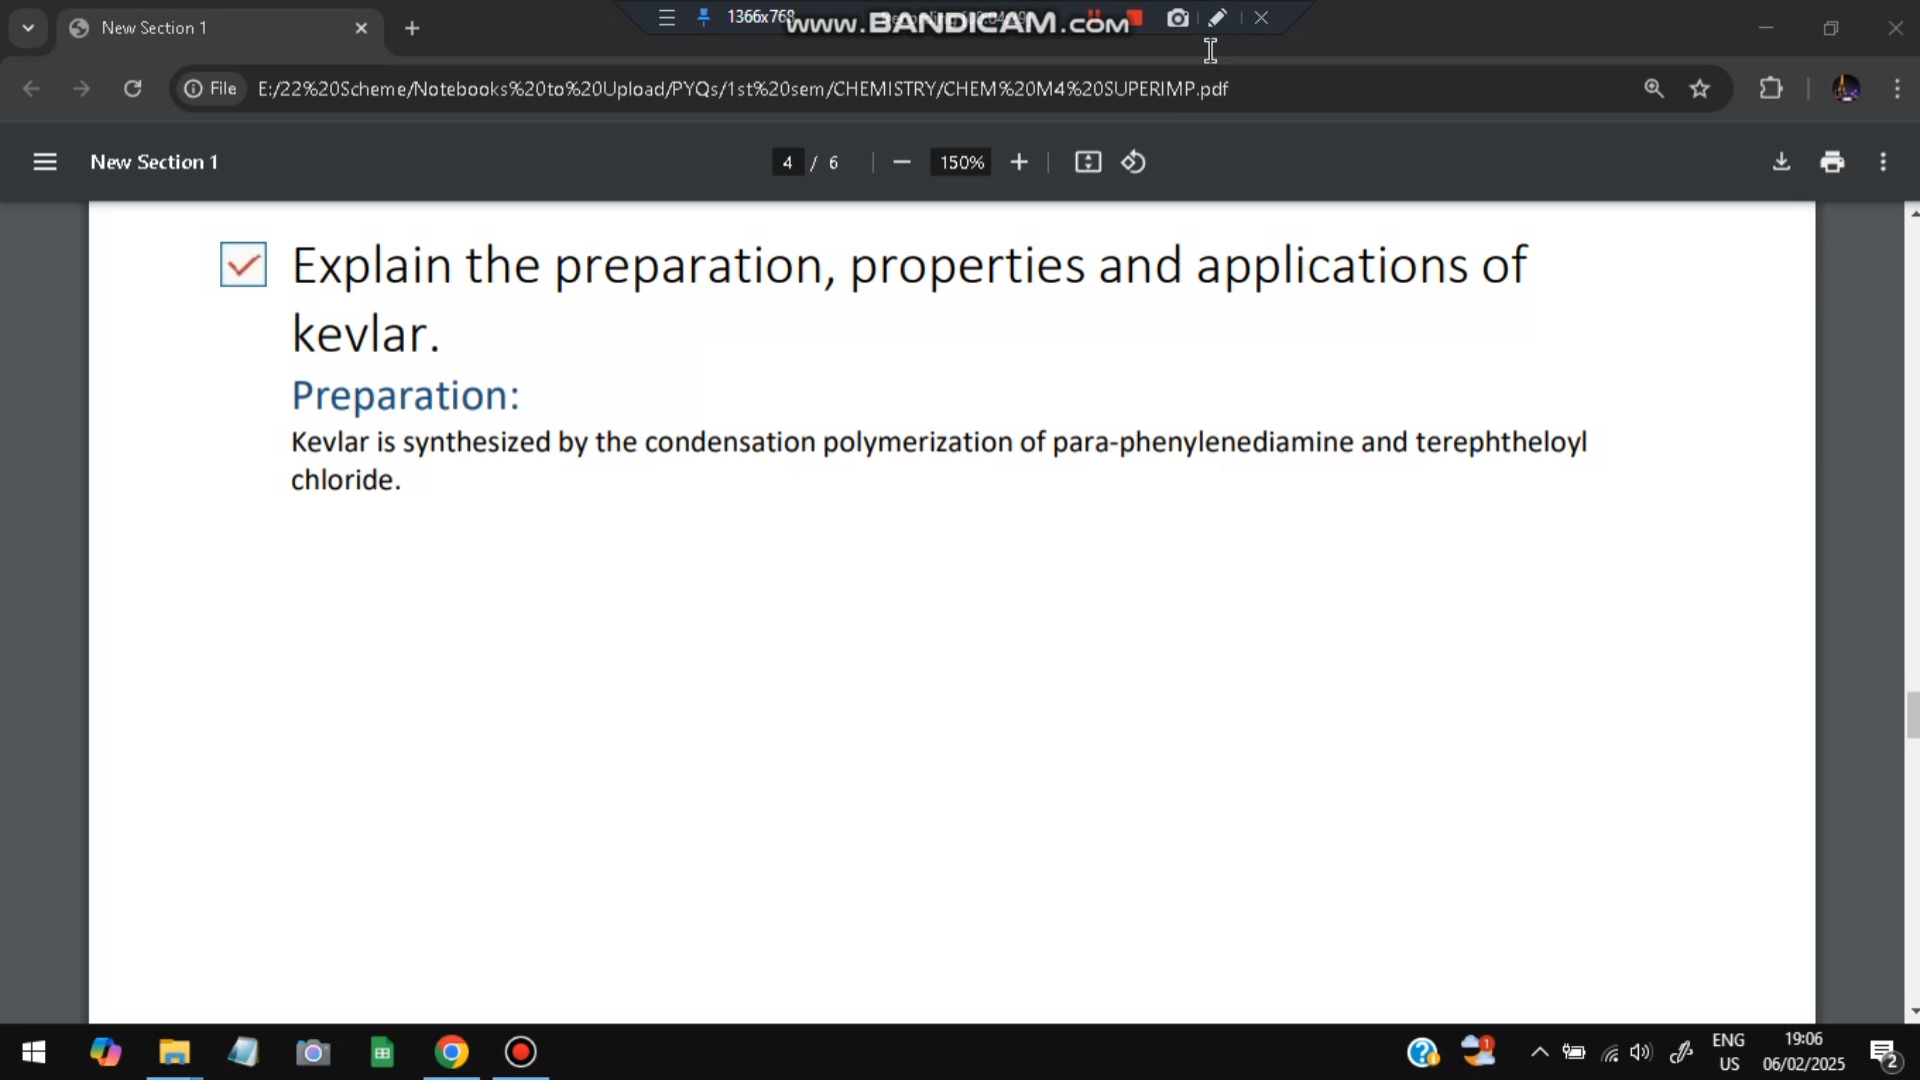 1366x768
www.BANDICAM.com
New Section 1
File
E:/22%20Scheme/Notebooks%20to%20Upload/PYQs/1st%20sem/CHEMISTRY/CHEM%20M4%20SUPERIMP.pdf
New Section 1
4 / 6
150%
Explain the preparation, properties and applications of
kevlar.
Preparation:
Kevlar is synthesized by the condensation polymerization of para-phenylenediamine and terephtheloyl
chloride.
1
ENG
US
19:06
06/02/2025
2